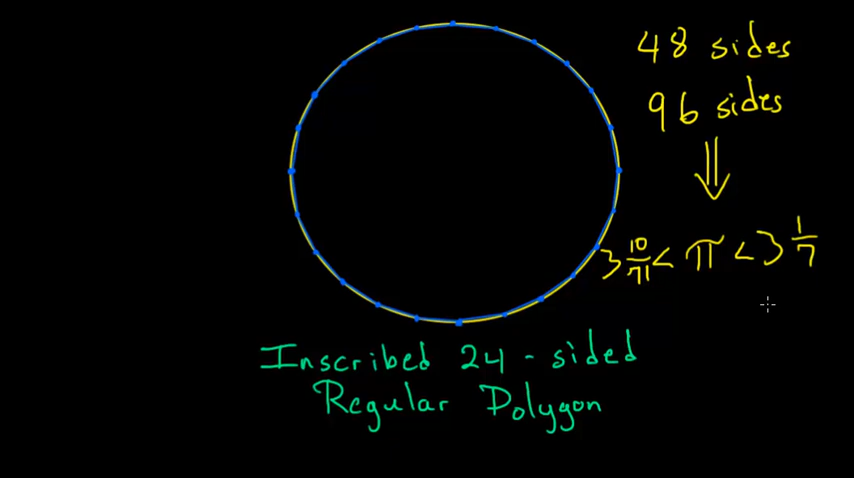 48 sides
96 sides
⇓
3 10/71 < π < 3 1/7
Inscribed 24-sided
Regular Polygon